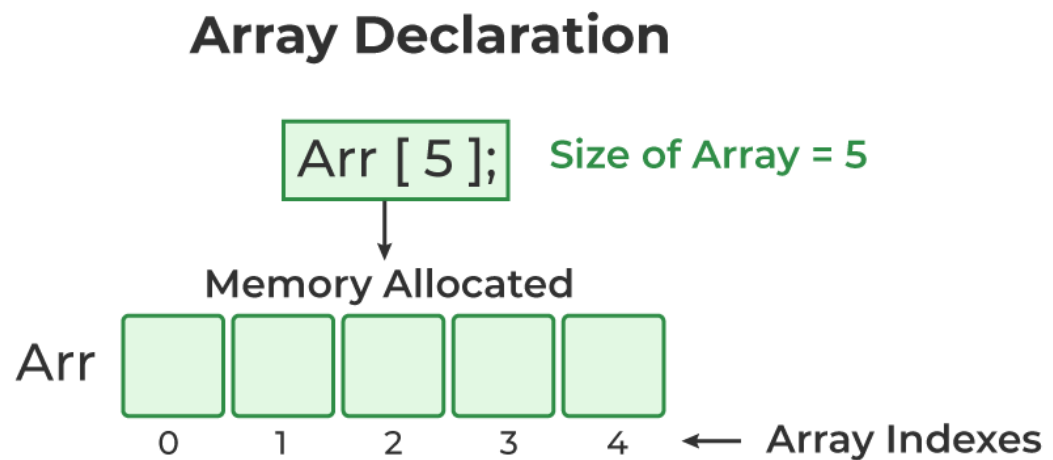 Array Declaration
Arr [ 5 ];
Size of Array = 5
Memory Allocated
Arr
0 1 2 3 4
Array Indexes